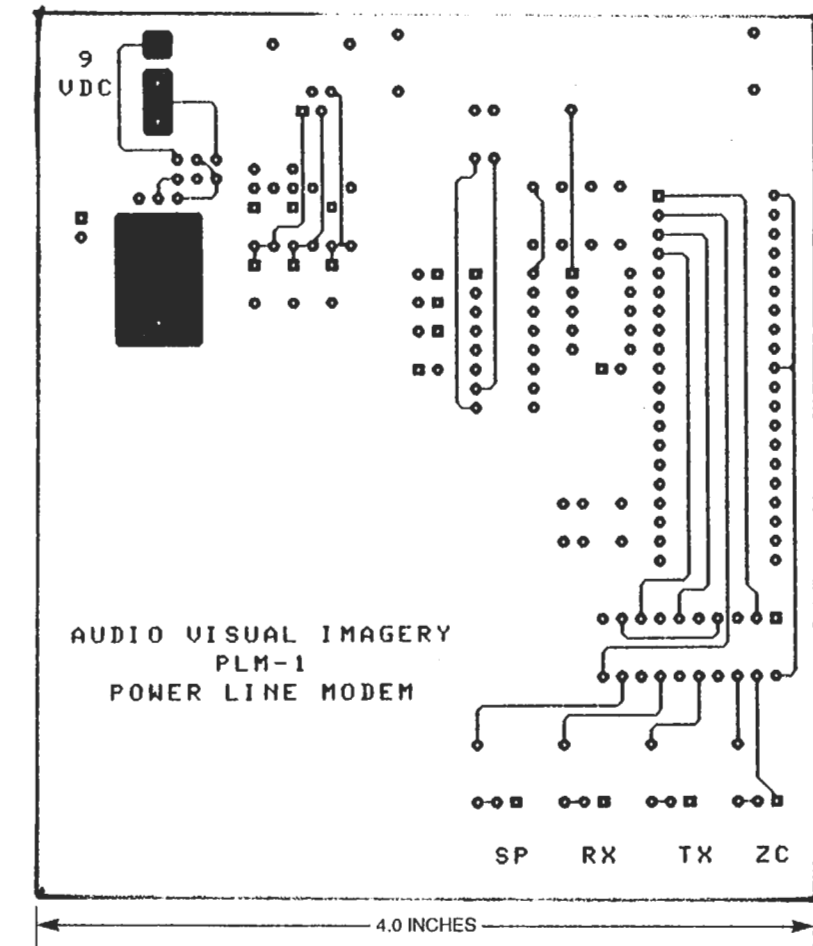 9
VDC
AUDIO VISUAL IMAGERY
PLM-1
POWER LINE MODEM
SP RX TX ZC
4.0 INCHES